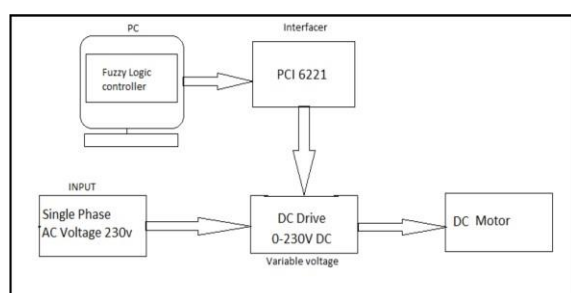 PC
Interfacer
Fuzzy Logic
controller
PCI 6221
INPUT
Single Phase
AC Voltage 230v
DC Drive
0-230V DC
Variable voltage
DC Motor